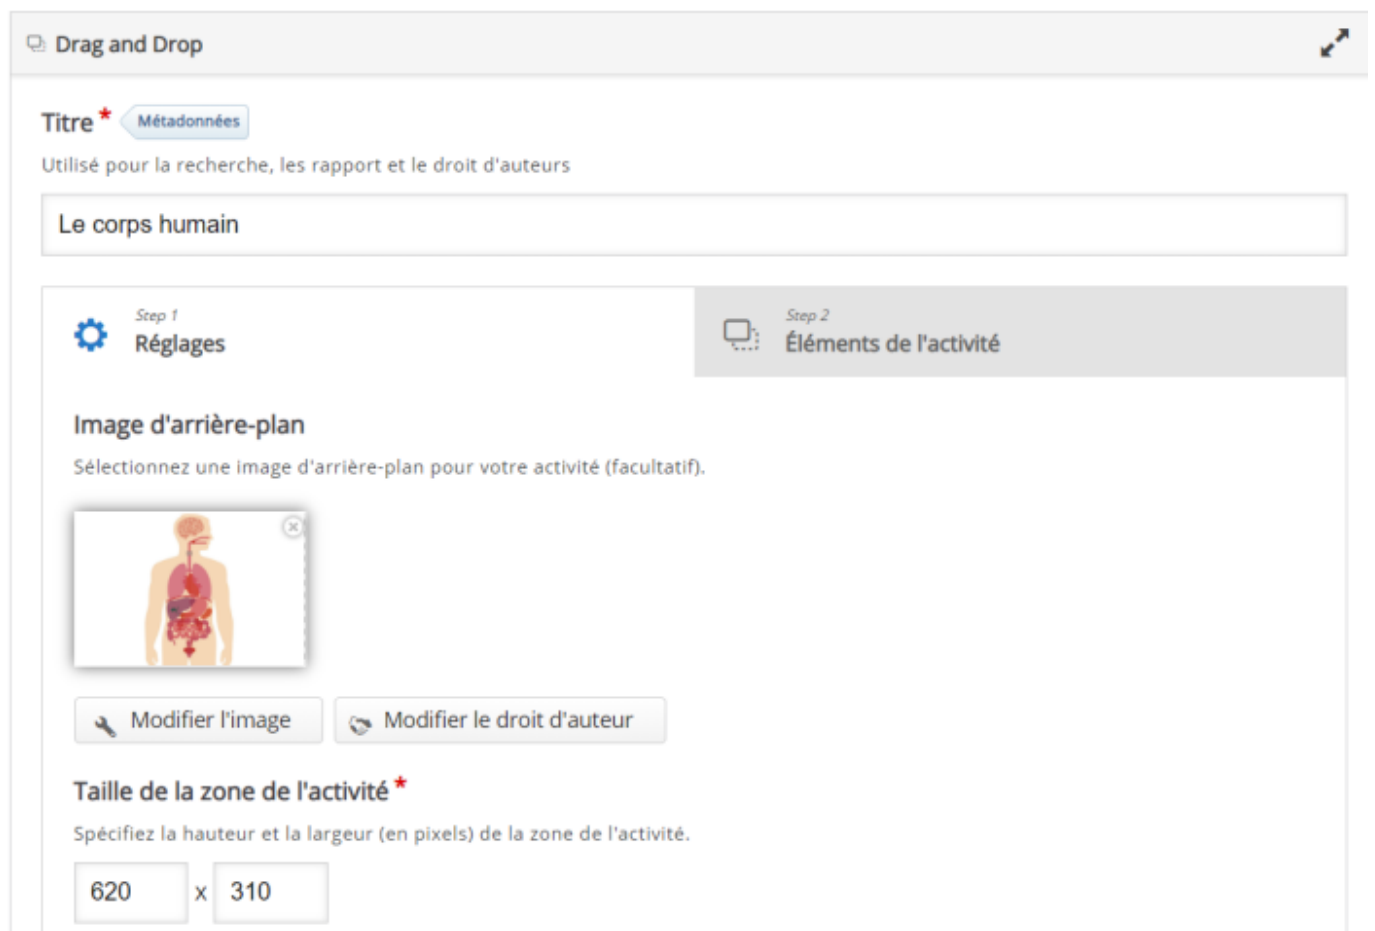 Drag and Drop
Titre * Métadonnées
Utilisé pour la recherche, les rapport et le droit d'auteurs
Le corps humain
Step 1
Réglages
Step 2
Éléments de l'activité
Image d'arrière-plan
Sélectionnez une image d'arrière-plan pour votre activité (facultatif).
Modifier l'image
Modifier le droit d'auteur
Taille de la zone de l'activité *
Spécifiez la hauteur et la largeur (en pixels) de la zone de l'activité.
620 x 310